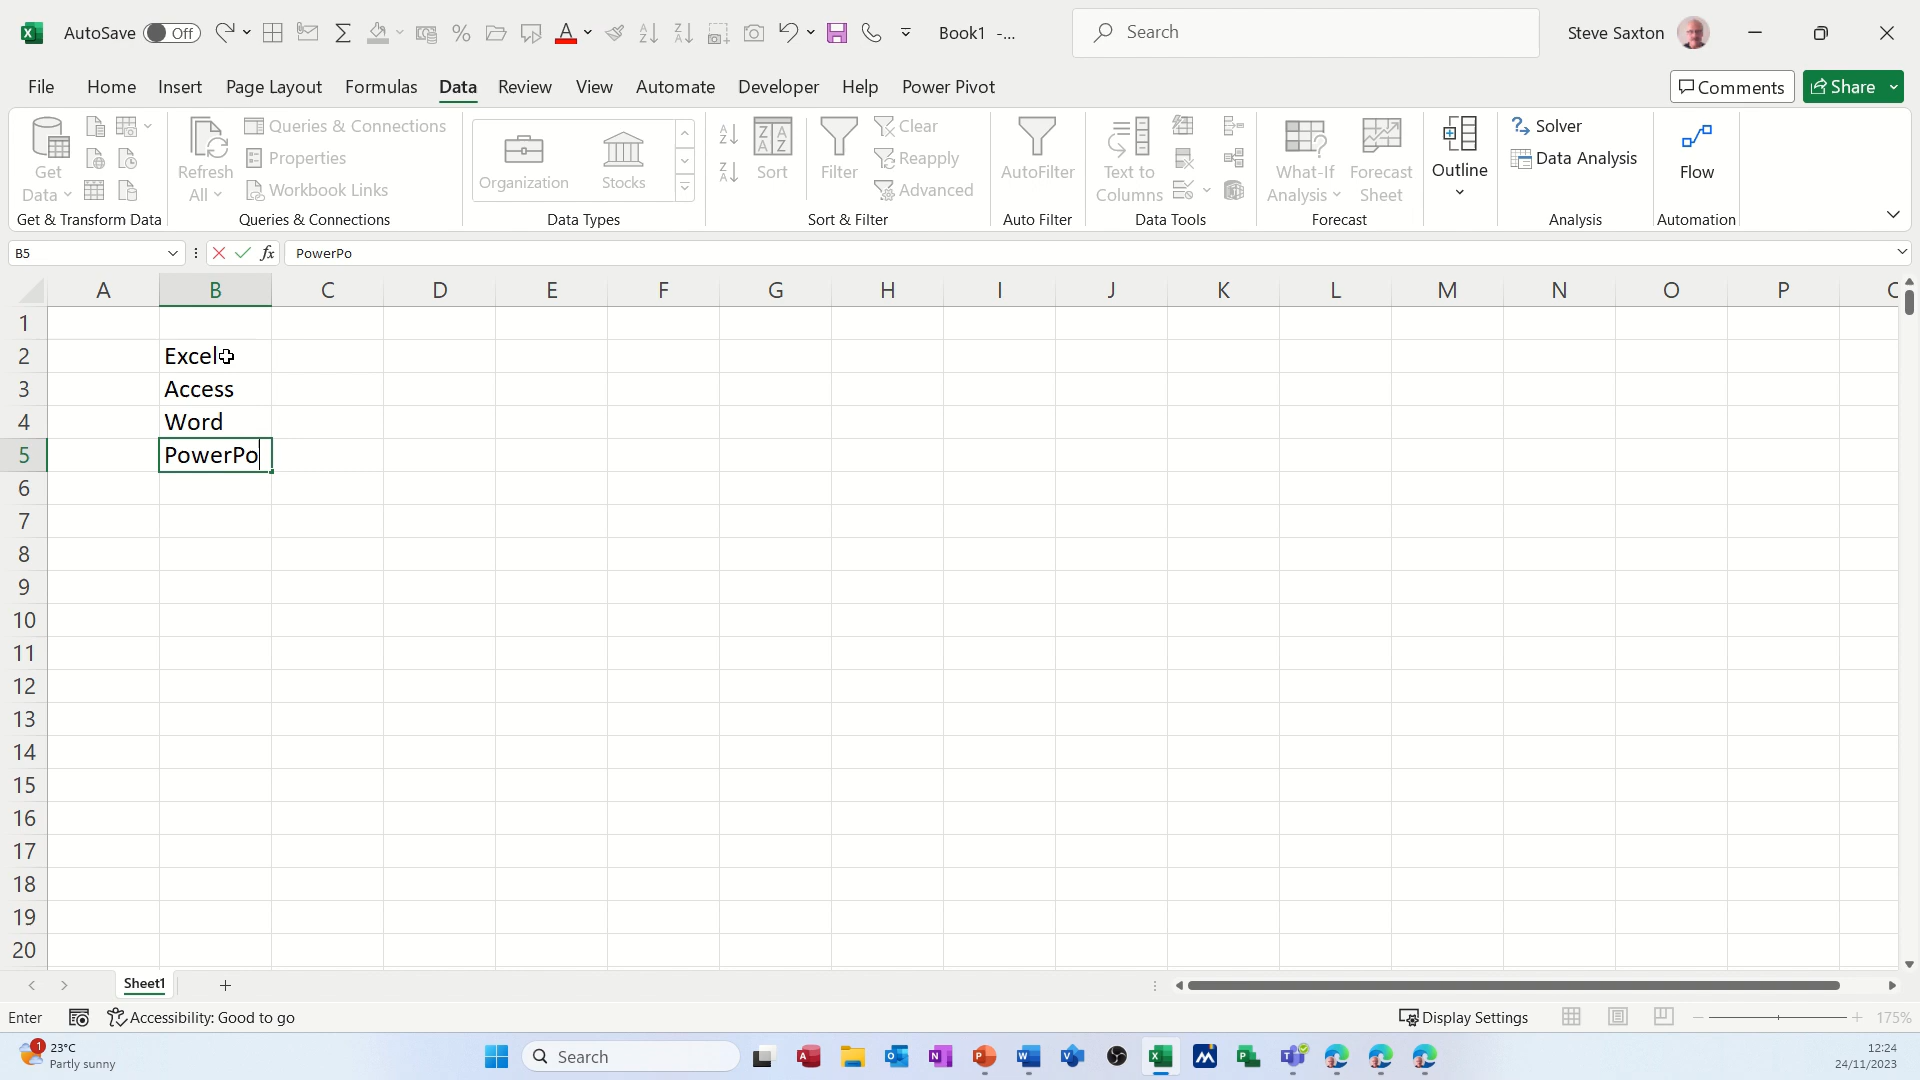 AutoSave Off Book1 -... Search Steve Saxton
File Home Insert Page Layout Formulas Data Review View Automate Developer Help Power Pivot Comments Share
Get Data
Refresh All
Queries & Connections
Properties
Workbook Links
Organization
Stocks
Sort
Filter
Clear
Reapply
Advanced
AutoFilter
Text to Columns
What-If Analysis
Forecast Sheet
Outline
Solver
Data Analysis
Flow
Get & Transform Data Queries & Connections Data Types Sort & Filter Auto Filter Data Tools Forecast Analysis Automation
B5 fx PowerPo
A B C D E F G H I J K L M N O P
1
2 Excel
3 Access
4 Word
5 PowerPo
6
7
8
9
10
11
12
13
14
15
16
17
18
19
20
Sheet1
Enter Accessibility: Good to go Display Settings 175%
1 23°C
Partly sunny
Search
12:24
24/11/2023